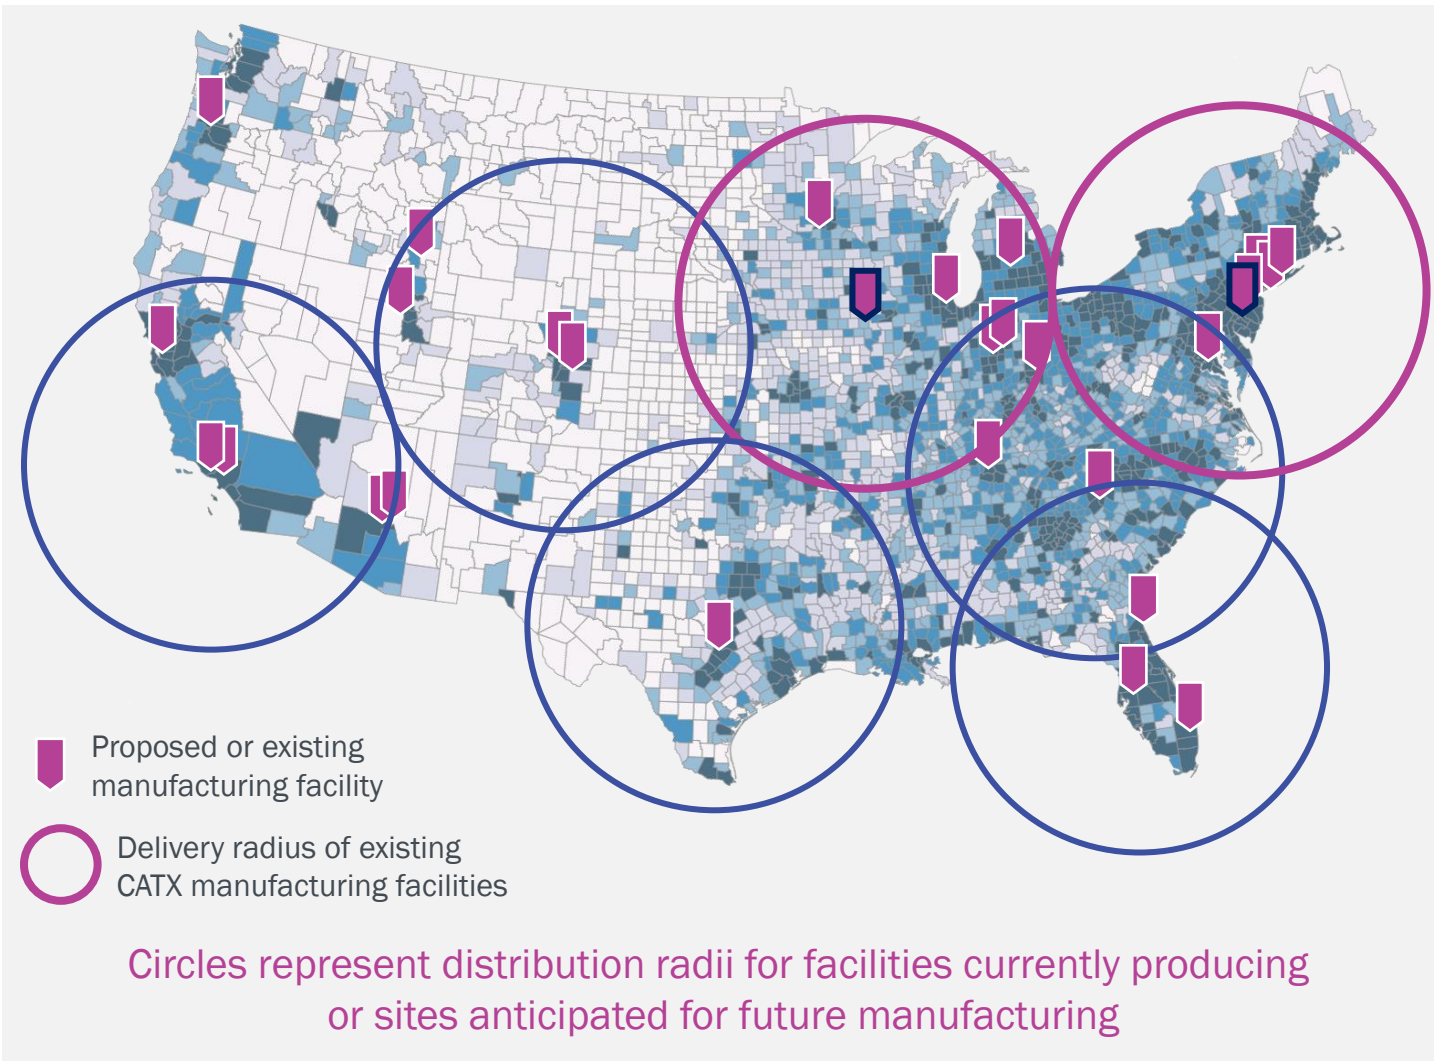 Proposed or existing
manufacturing facility
Delivery radius of existing
CATX manufacturing facilities
Circles represent distribution radii for facilities currently producing
or sites anticipated for future manufacturing